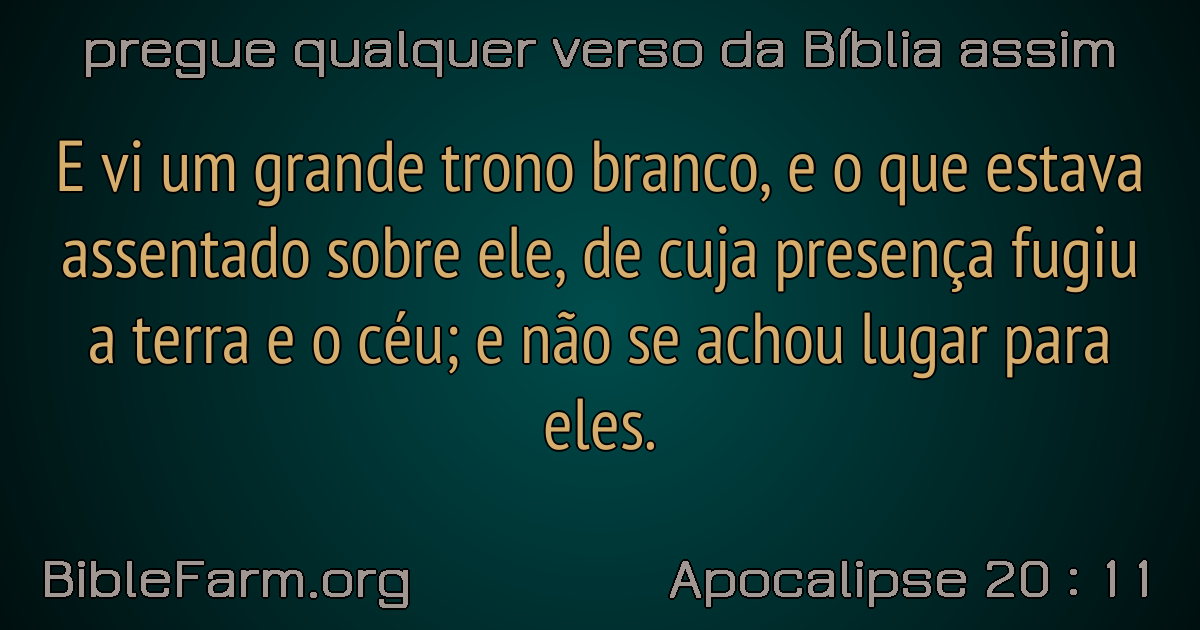 pregue qualquer verso da Bíblia assim
E vi um grande trono branco, e o que estava
assentado sobre ele, de cuja presença fugiu
a terra e o céu; e não se achou lugar para
eles.
BibleFarm.org
Apocalipse 20 : 11